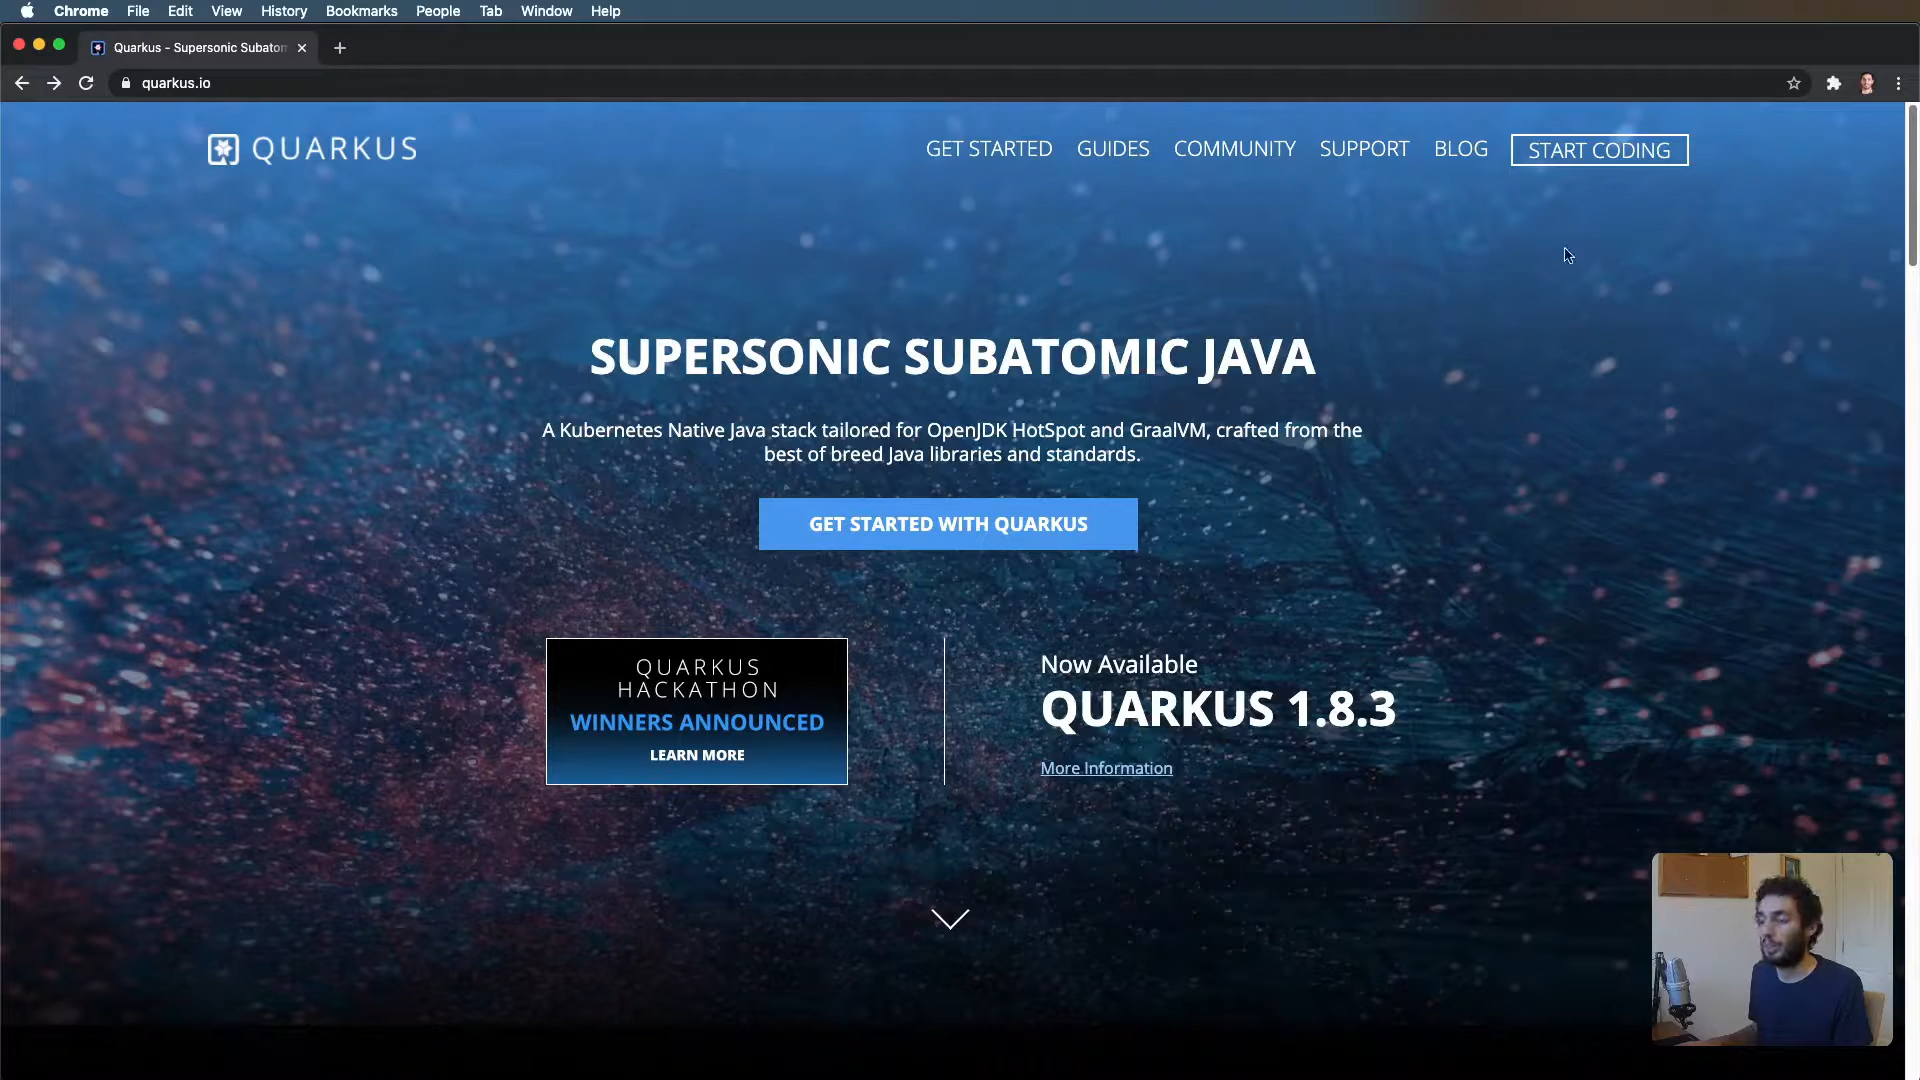 Chrome File Edit View History Bookmarks People Tab Window Help
Quarkus - Supersonic Subatom
quarkus.io
QUARKUS
GET STARTED GUIDES COMMUNITY SUPPORT BLOG START CODING
SUPERSONIC SUBATOMIC JAVA
A Kubernetes Native Java stack tailored for OpenJDK HotSpot and GraalVM, crafted from the
best of breed Java libraries and standards.
GET STARTED WITH QUARKUS
QUARKUS
HACKATHON
WINNERS ANNOUNCED
LEARN MORE
Now Available
QUARKUS 1.8.3
More Information